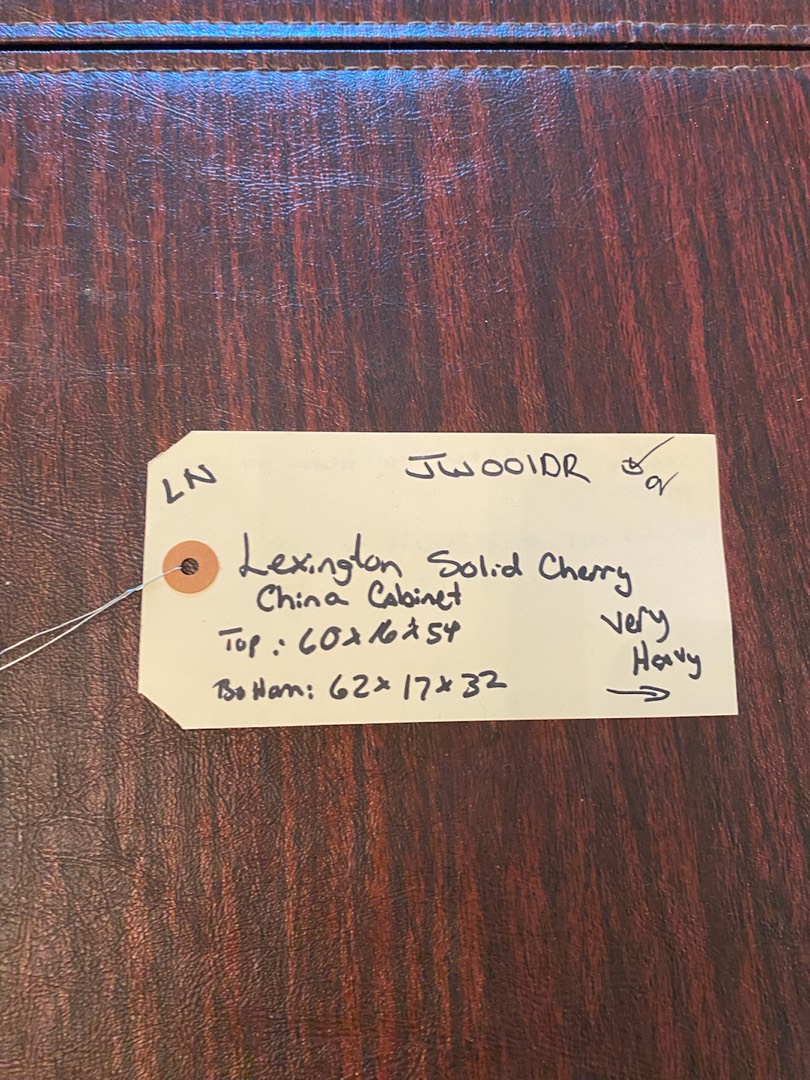 LN
JW001DR
Lexington Solid Cherry
China Cabinet
Top: 60x16x54
Bottom: 62x17x32
Very
Heavy
→